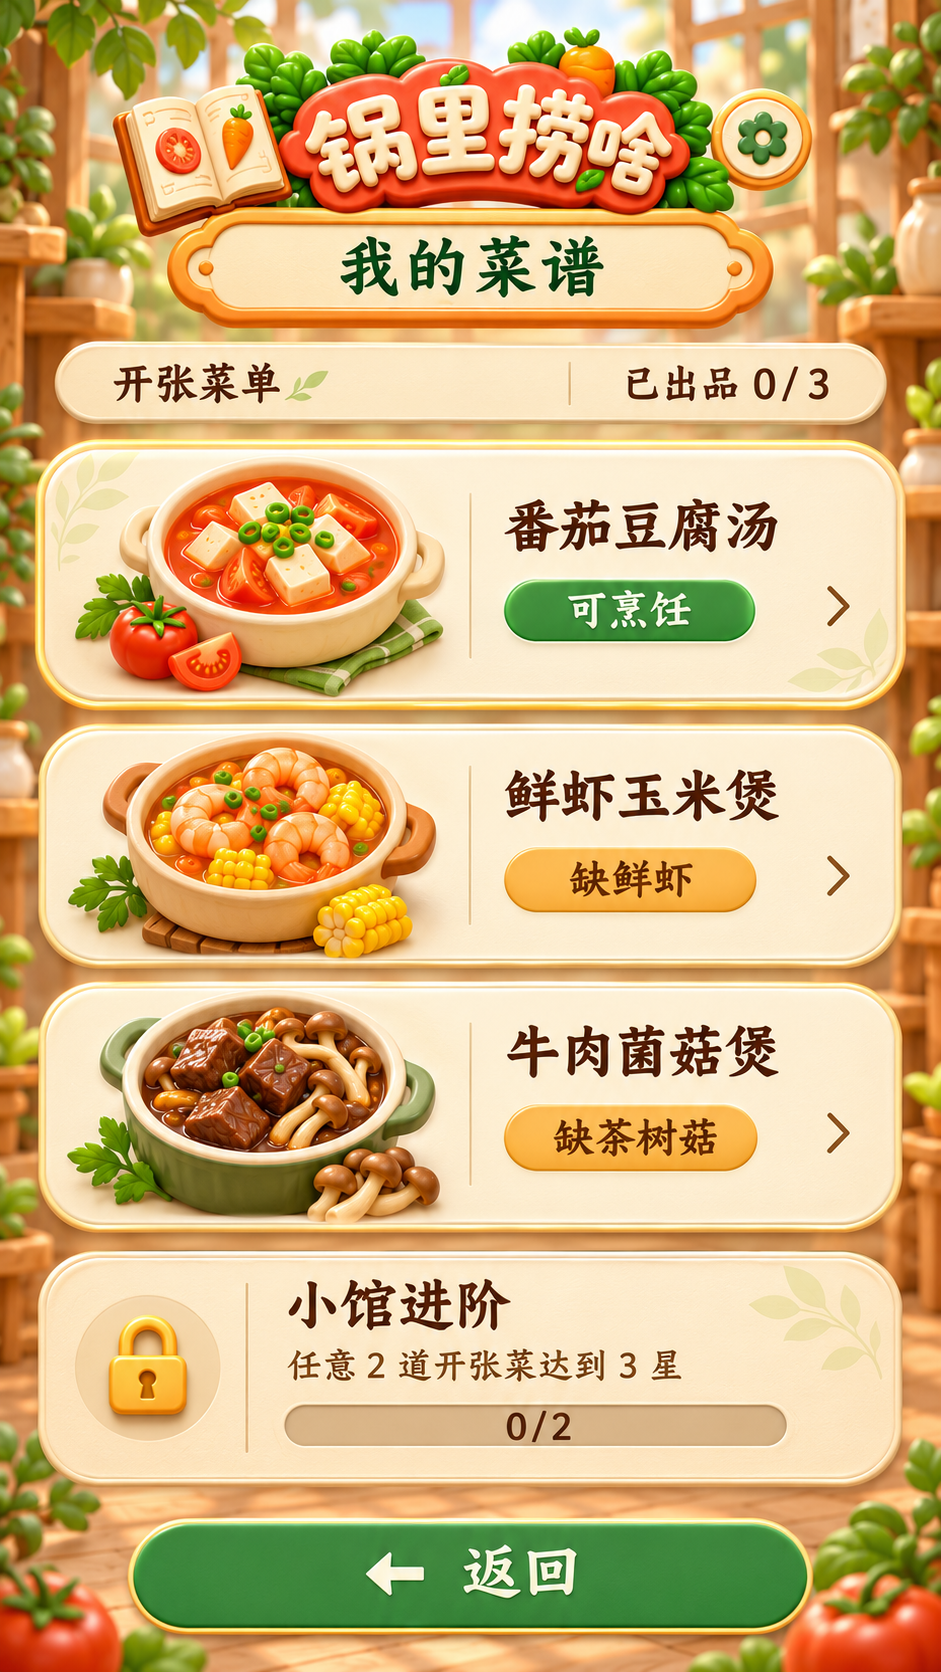 锅里捞啥
我的菜谱
开张菜单
已出品 0/3
番茄豆腐汤
可烹饪
鲜虾玉米煲
缺鲜虾
牛肉菌菇煲
缺茶树菇
小馆进阶
任意 2 道开张菜达到 3 星
0/2
← 返回